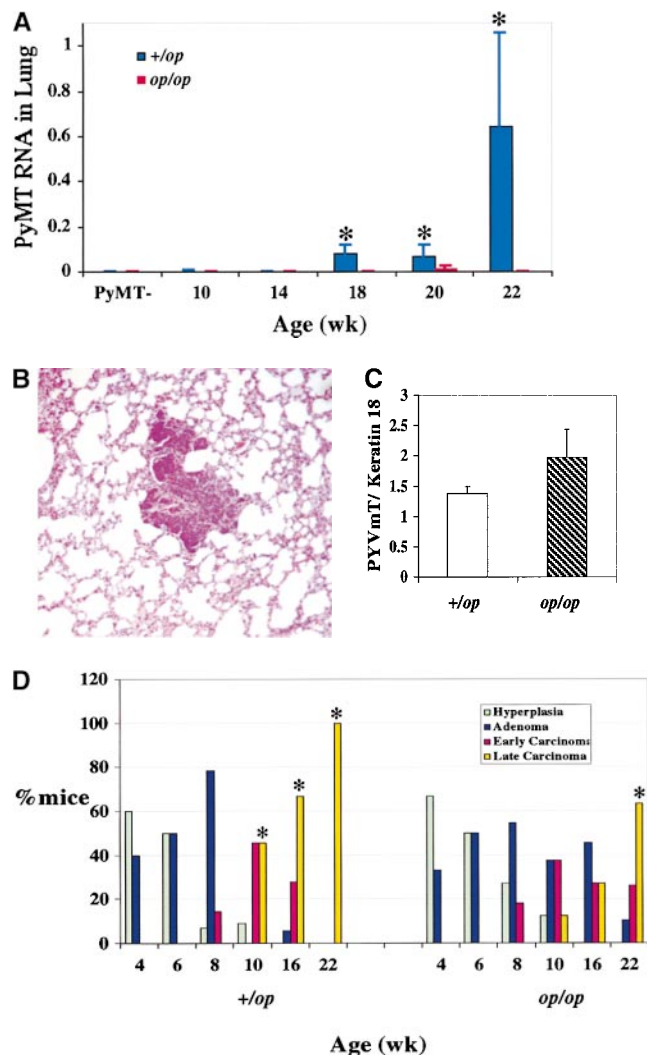 A
PyMT RNA in Lung
1
0.8
0.6
0.4
0.2
0
+/op
op/op
*
*
*
PyMT- 10 14 18 20 22
Age (wk)
B
C
PYVmT/ Keratin 18
3
2.5
2
1.5
1
0.5
0
+/op op/op
D
% mice
120
100
80
60
40
20
0
Hyperplasia
Adenoma
Early Carcinoma
Late Carcinoma
*
*
*
*
4 6 8 10 16 22 4 6 8 10 16 22
+/op op/op
Age (wk)